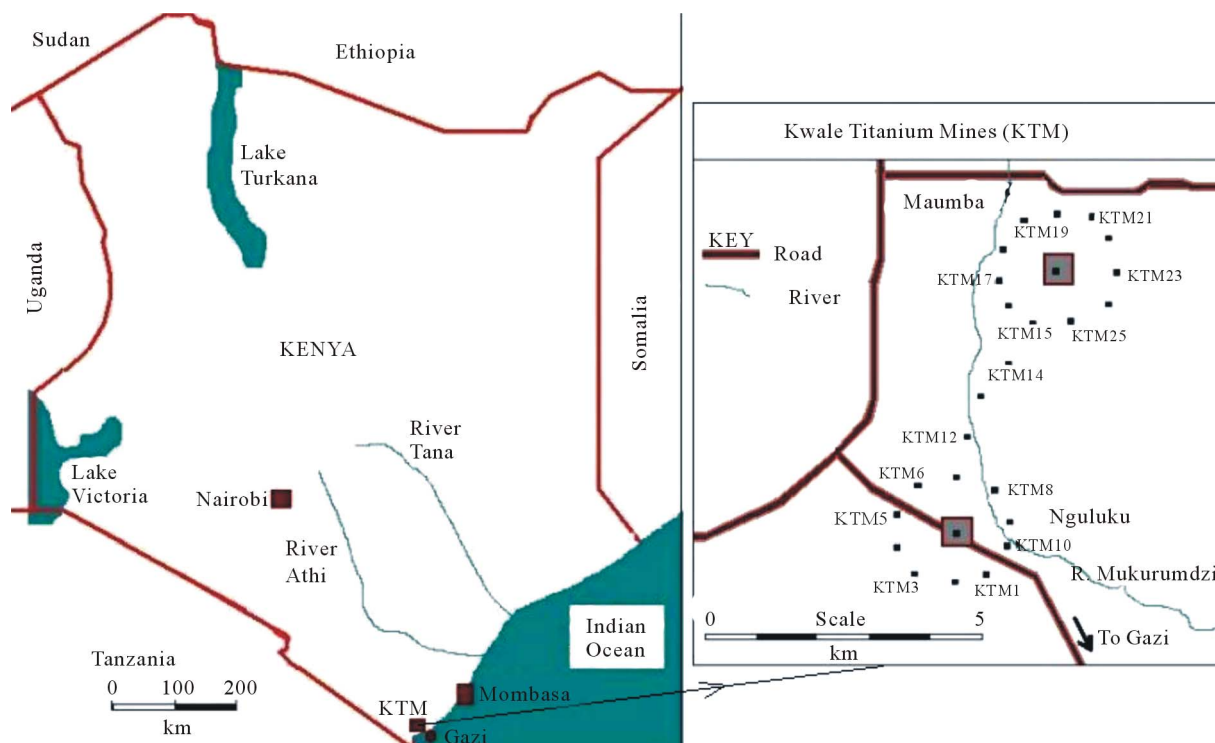 Sudan
Ethiopia
Lake
Turkana
Uganda
KENYA
Somalia
River
Tana
Lake
Victoria
Nairobi
River
Athi
Indian
Ocean
Tanzania
0 100 200
km
KTM
Mombasa
Gazi
Kwale Titanium Mines (KTM)
Maumba
KTM19
KTM21
KEY
Road
River
KTM17
KTM23
KTM15
KTM25
KTM14
KTM12
KTM6
KTM8
KTM5
Nguluku
KTM10
KTM3
KTM1
R. Mukurumdzi
0 Scale 5
km
To Gazi